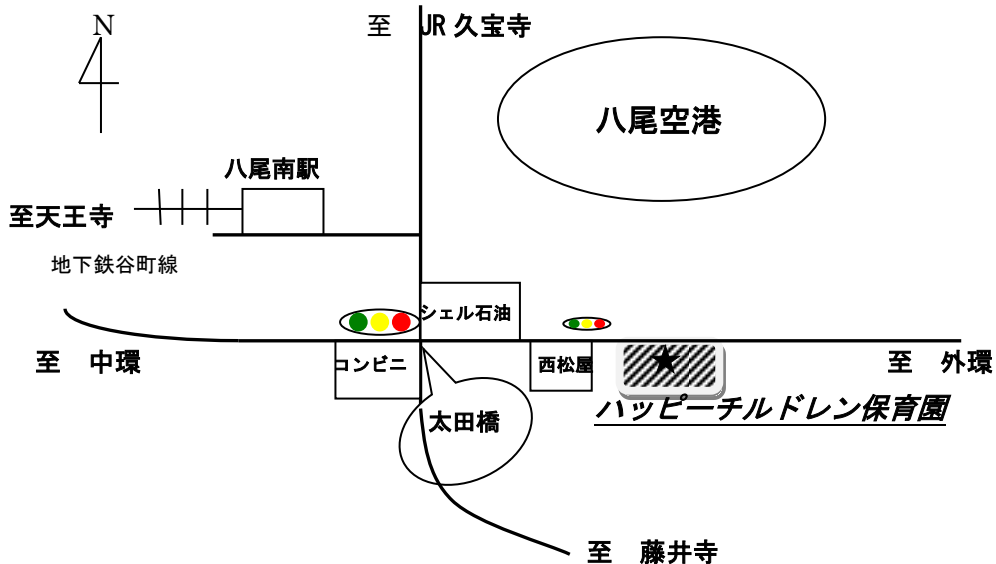 N
至 JR 久宝寺
八尾空港
八尾南駅
至天王寺
地下鉄谷町線
シェル石油
至 中環
コンビニ
西松屋
至 外環
ハッピーチルドレン保育園
太田橋
至 藤井寺